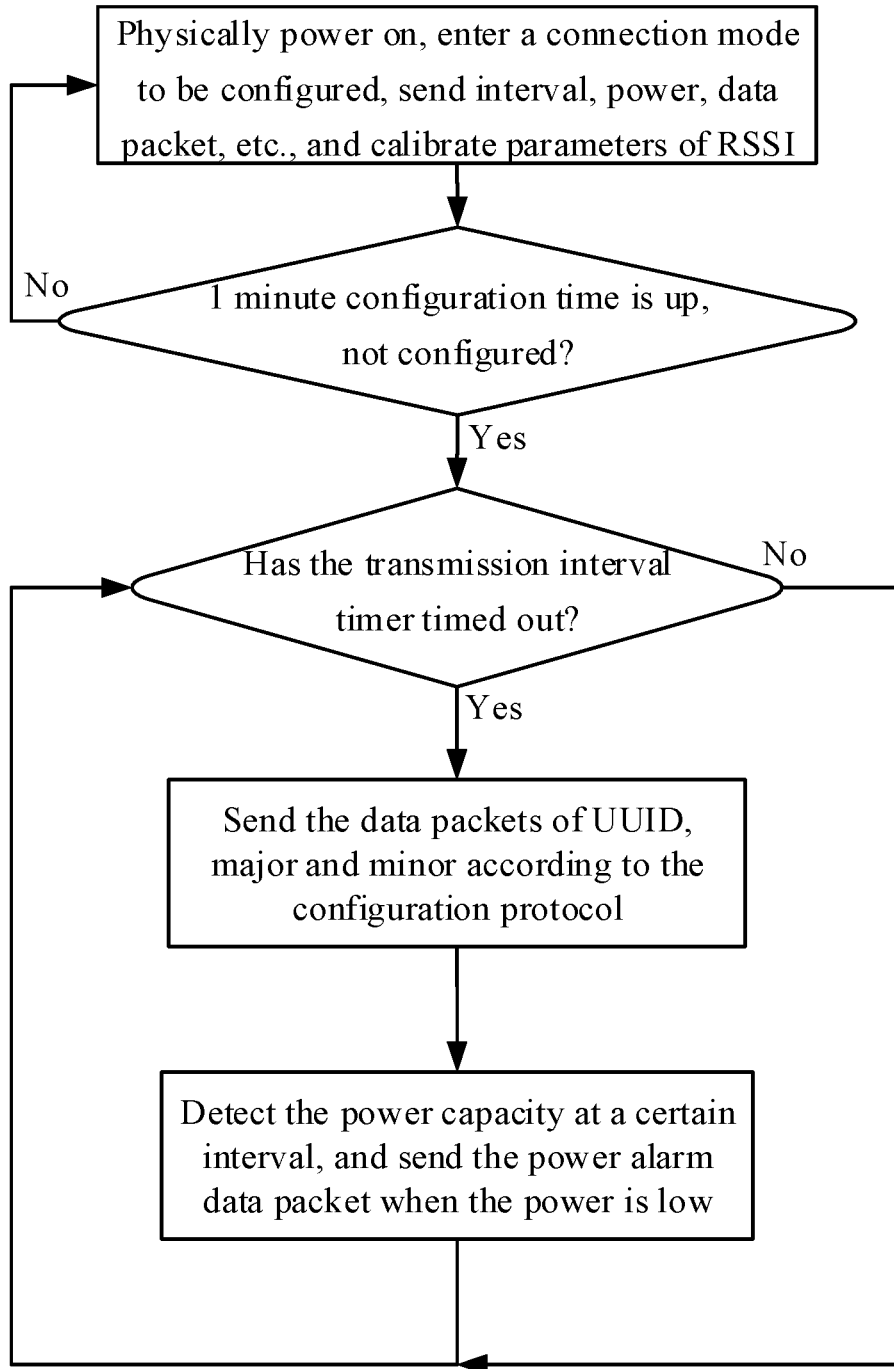 Physically power on, enter a connection mode
to be configured, send interval, power, data
packet, etc., and calibrate parameters of RSSI
No
1 minute configuration time is up,
not configured?
Yes
Has the transmission interval
timer timed out?
No
Yes
Send the data packets of UUID,
major and minor according to the
configuration protocol
Detect the power capacity at a certain
interval, and send the power alarm
data packet when the power is low